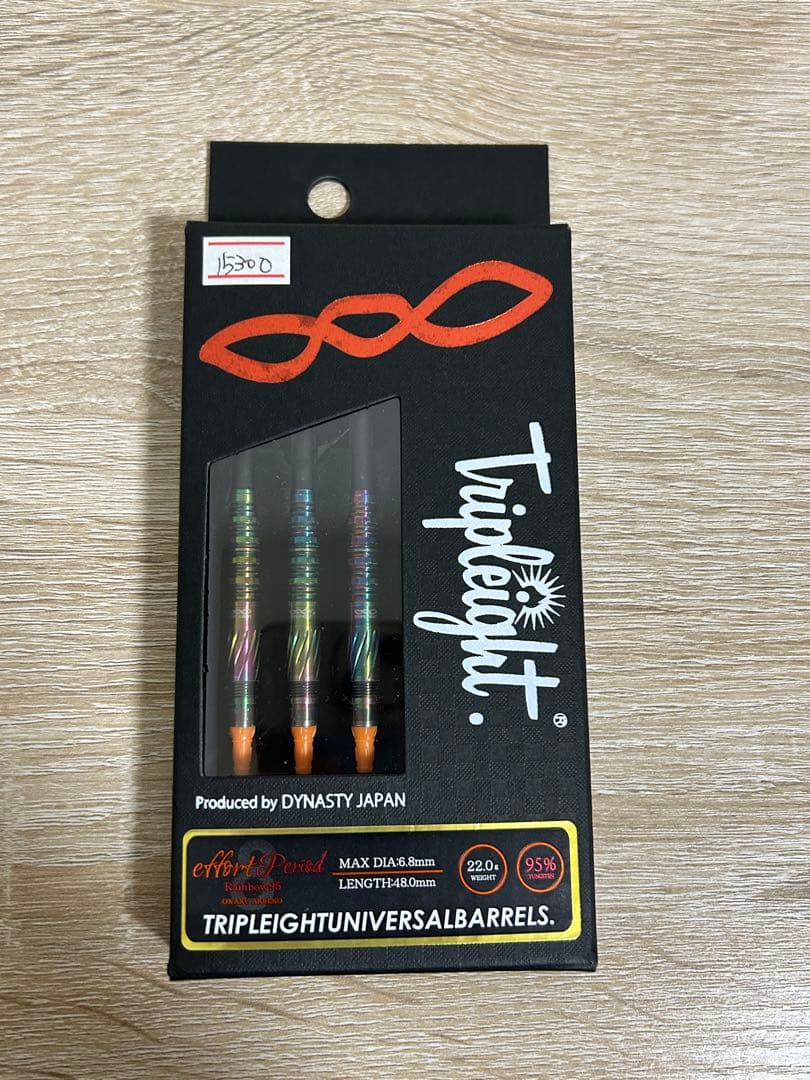 15300
Tripleight.
®
Produced by DYNASTY JAPAN
effort Period
Rainbow95
MAX DIA:6.8mm
LENGTH:48.0mm
22.0g
WEIGHT
95%
TUNGSTEN
TRIPLEIGHTUNIVERSALBARRELS.